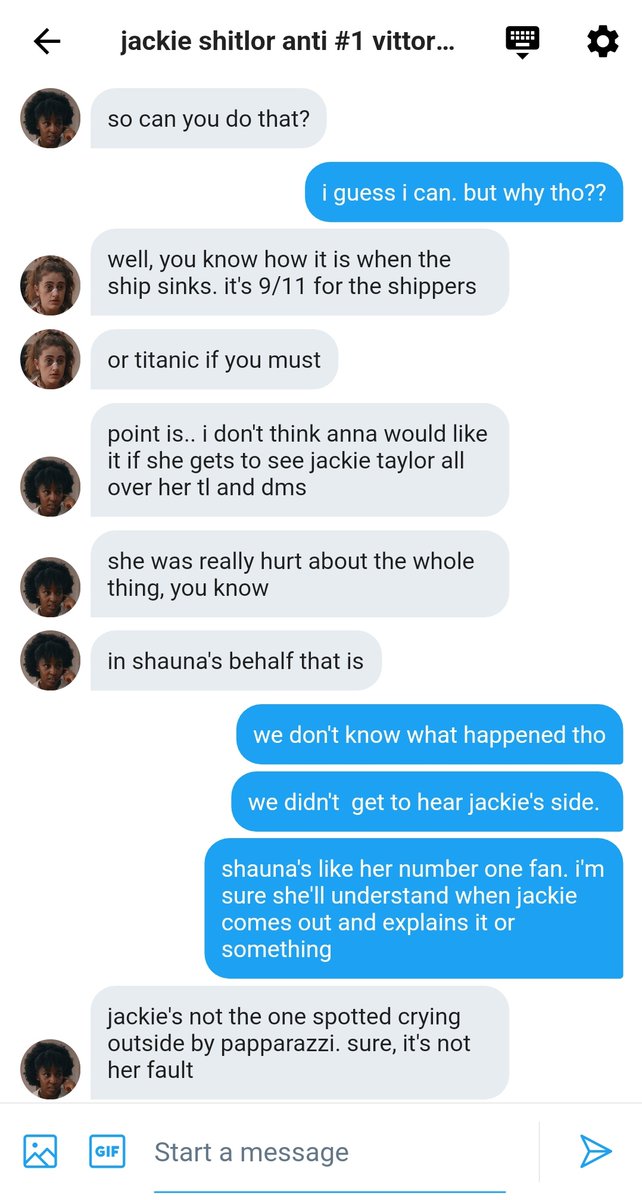 jackie shitlor anti #1 vittor...
so can you do that?
i guess i can. but why tho??
well, you know how it is when the
ship sinks. it's 9/11 for the shippers
or titanic if you must
point is.. i don't think anna would like
it if she gets to see jackie taylor all
over her tl and dms
she was really hurt about the whole
thing, you know
in shauna's behalf that is
we don't know what happened tho
we didn't  get to hear jackie's side.
shauna's like her number one fan. i'm
sure she'll understand when jackie
comes out and explains it or
something
jackie's not the one spotted crying
outside by papparazzi. sure, it's not
her fault
GIF
Start a message